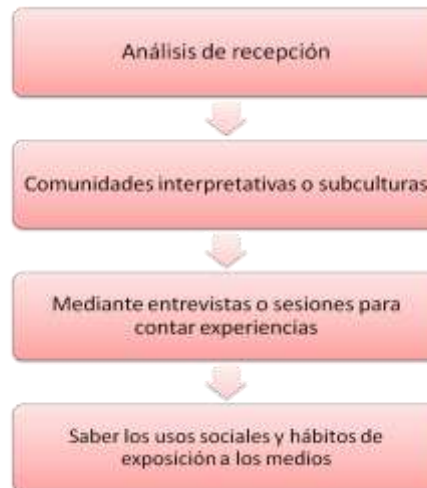 Análisis de recepción
Comunidades interpretativas o subculturas
Mediante entrevistas o sesiones para
contar experiencias
Saber los usos sociales y hábitos de
exposición a los medios